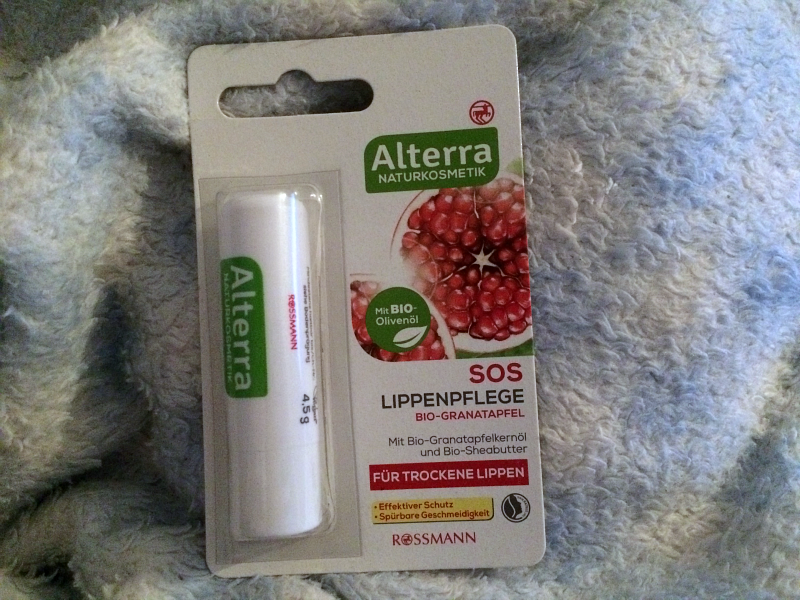 Alterra
NATURKOSMETIK
Mit BIO-
Olivenöl
SOS
LIPPENPFLEGE
BIO-GRANATAPFEL
Mit Bio-Granatapfelkernöl
und Bio-Sheabutter
FÜR TROCKENE LIPPEN
• Effektiver Schutz
• Spürbare Geschmeidigkeit
ROSSMANN
Alterra
NATURKOSMETIK
ROSSMANN
4,5 g